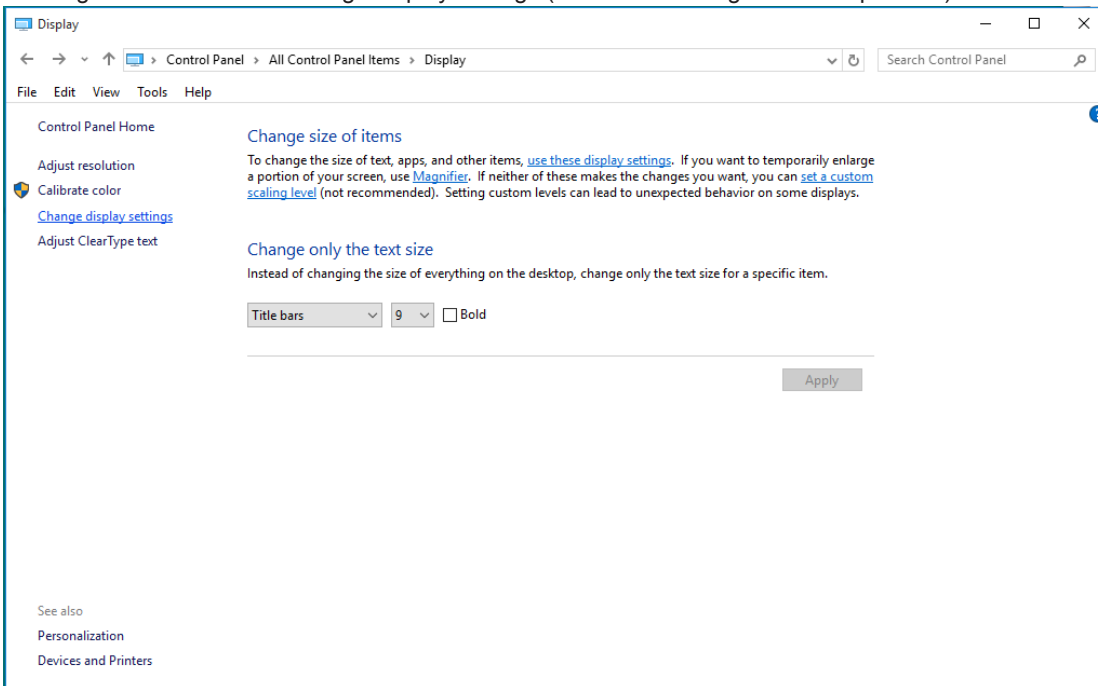 Display
Control Panel > All Control Panel Items > Display
Search Control Panel
File Edit View Tools Help
Control Panel Home
Adjust resolution
Calibrate color
Change display settings
Adjust ClearType text
Change size of items
To change the size of text, apps, and other items, use these display settings. If you want to temporarily enlarge
a portion of your screen, use Magnifier. If neither of these makes the changes you want, you can set a custom
scaling level (not recommended). Setting custom levels can lead to unexpected behavior on some displays.
Change only the text size
Instead of changing the size of everything on the desktop, change only the text size for a specific item.
Title bars 9 Bold
Apply
See also
Personalization
Devices and Printers